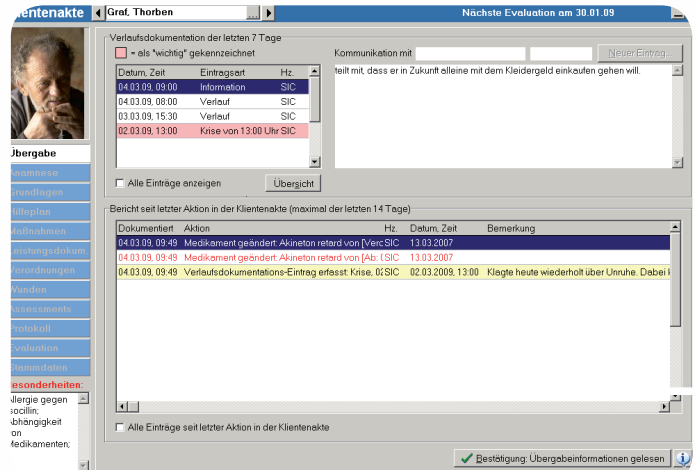 lientenakte Graf, Thorben ... Nächste Evaluation am 30.01.09
Verlaufsdokumentation der letzten 7 Tage
= als "wichtig" gekennzeichnet
Kommunikation mit
Neuer Eintrag...
Datum, Zeit Eintragsart Hz.
04.03.09, 09:00 Information SIC
04.03.09, 08:00 Verlauf SIC
03.03.09, 15:30 Verlauf SIC
02.03.09, 13:00 Krise von 13:00 Uhr SIC
teilt mit, dass er in Zukunft alleine mit dem Kleidergeld einkaufen gehen will.
Alle Einträge anzeigen
Übersicht
Übergabe
Anamnese
Grundlagen
Hilfeplan
Maßnahmen
Leistungsdokum.
Verordnungen
Wunden
Assessments
Protokoll
Evaluation
Stammdaten
esonderheiten:
Allergie gegen
socillin;
Abhängigkeit
von
Medikamenten;
Bericht seit letzter Aktion in der Klientenakte (maximal der letzten 14 Tage)
Dokumentiert Aktion Hz. Datum, Zeit Bemerkung
04.03.09, 09:49 Medikament geändert: Akineton retard von [Verc SIC 13.03.2007
04.03.09, 09:49 Medikament geändert: Akineton retard von [Ab: ( SIC 13.03.2007
04.03.09, 09:49 Verlaufsdokumentations-Eintrag erfasst: Krise, 02 SIC 02.03.2009, 13:00 Klagte heute wiederholt über Unruhe. Dabei k
Alle Einträge seit letzter Aktion in der Klientenakte
Bestätigung: Übergabeinformationen gelesen